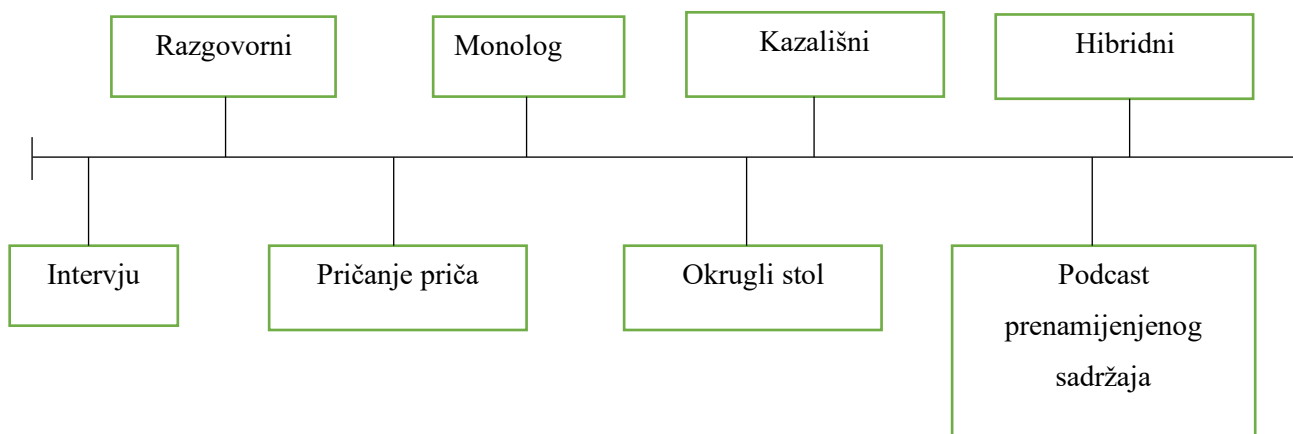 Razgovorni
Monolog
Kazališni
Hibridni
Intervju
Pričanje priča
Okrugli stol
Podcast
prenamijenjenog
sadržaja